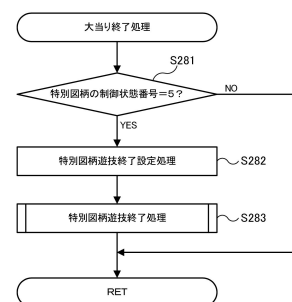 大当り終了処理
S281
特別図柄の制御状態番号=5?
NO
YES
特別図柄遊技終了設定処理
S282
特別図柄遊技終了処理
S283
RET